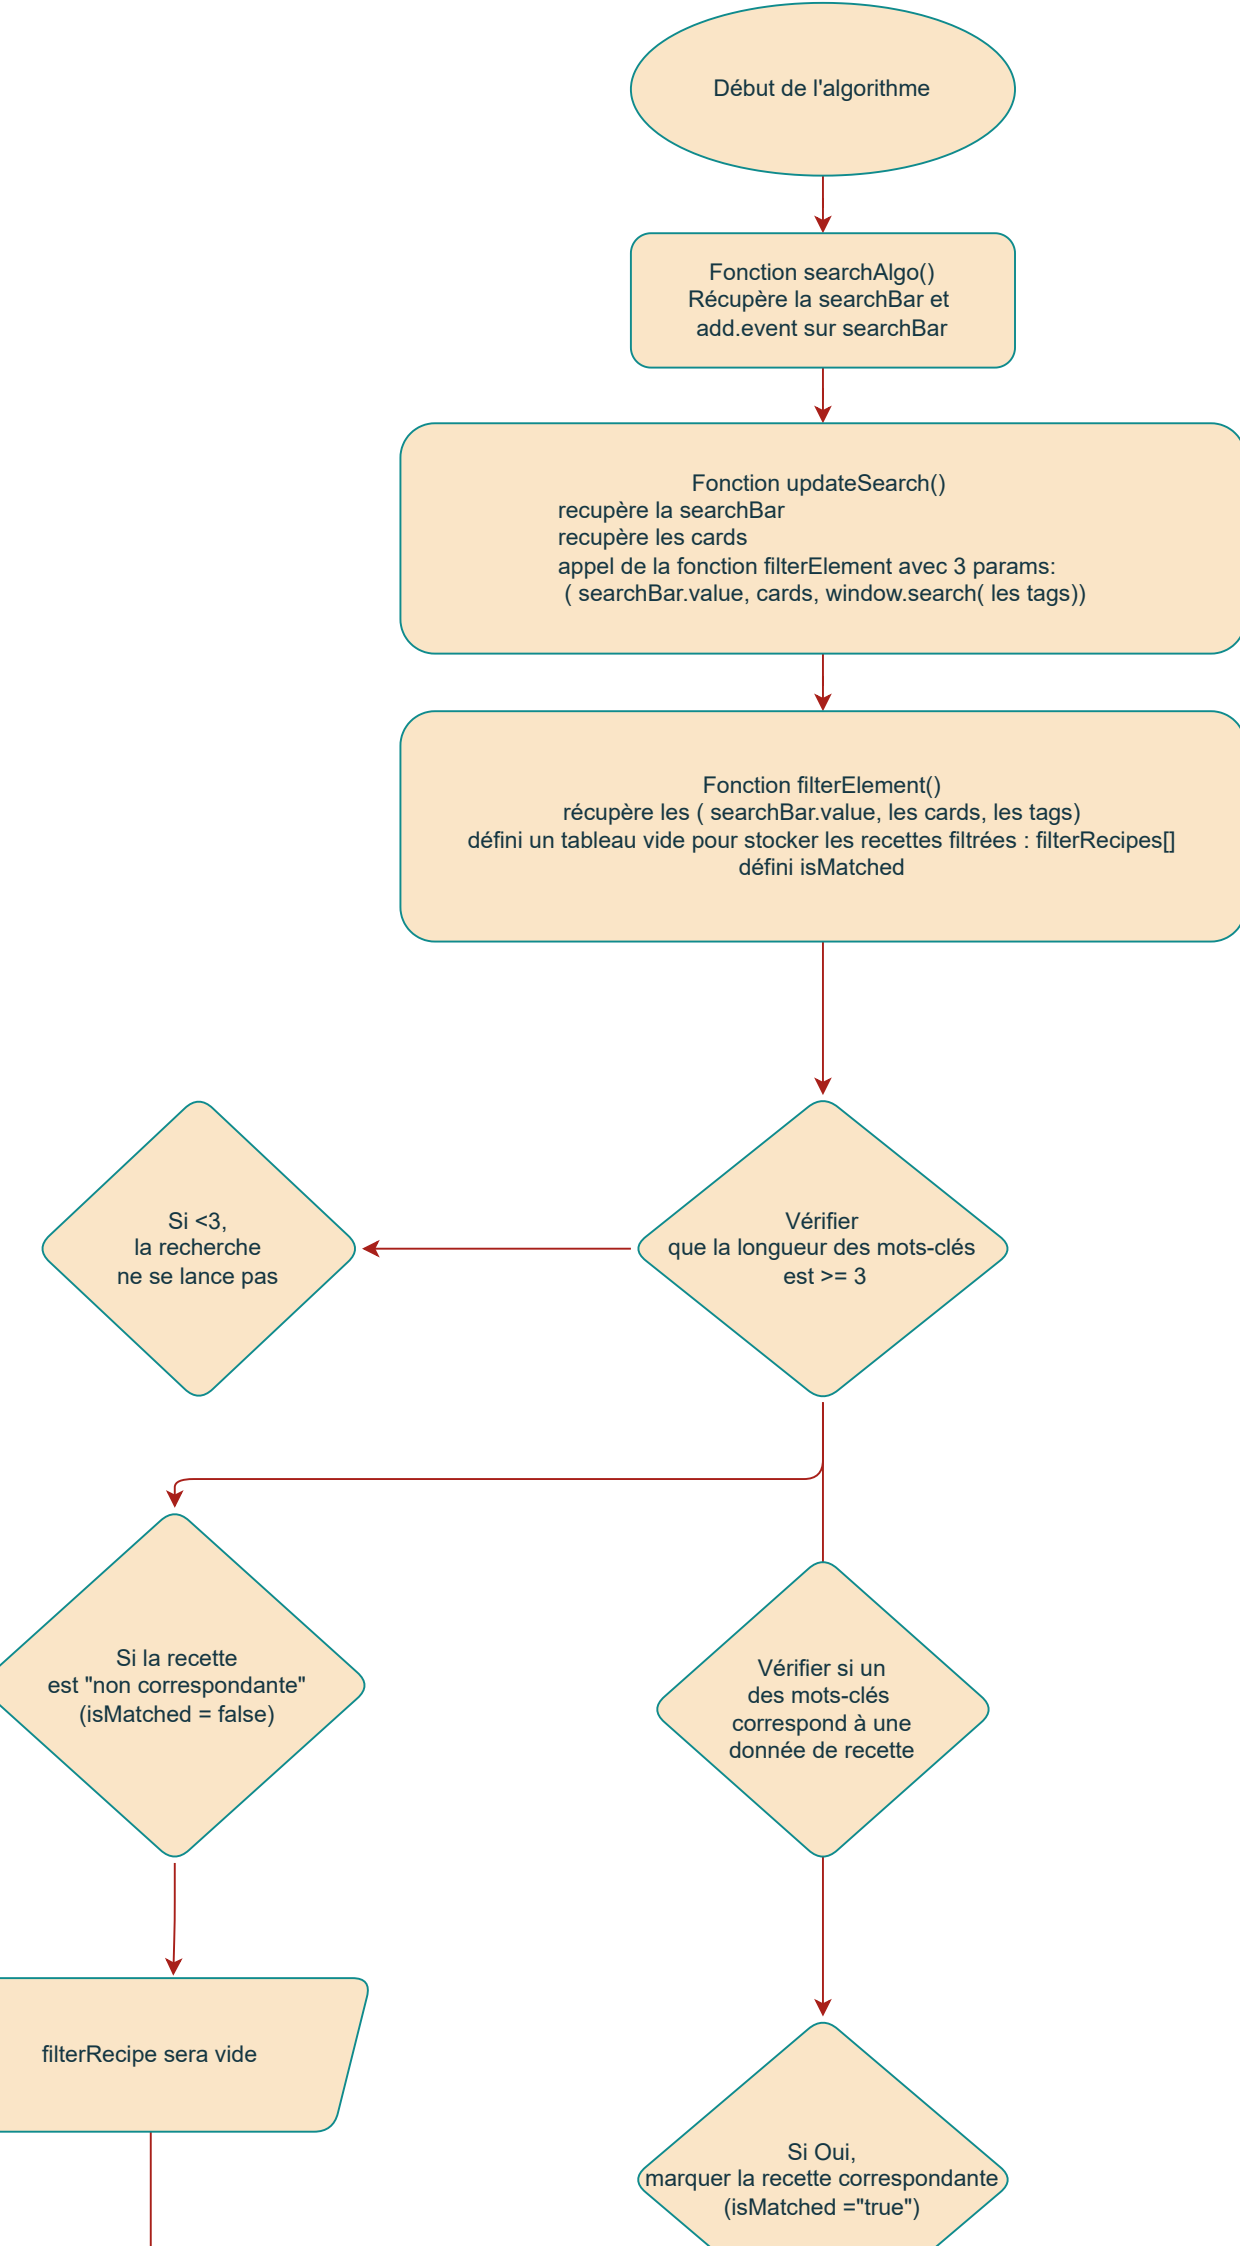 Début de l'algorithme
Fonction searchAlgo()
Récupère la searchBar et
add.event sur searchBar
Fonction updateSearch()
recupère la searchBar
recupère les cards
appel de la fonction filterElement avec 3 params:
( searchBar.value, cards, window.search( les tags))
Fonction filterElement()
récupère les ( searchBar.value, les cards, les tags)
défini un tableau vide pour stocker les recettes filtrées : filterRecipes[]
défini isMatched
Si <3,
la recherche
ne se lance pas
Vérifier
que la longueur des mots-clés
est >= 3
Si la recette
est "non correspondante"
(isMatched = false)
Vérifier si un
des mots-clés
correspond à une
donnée de recette
filterRecipe sera vide
Si Oui,
marquer la recette correspondante
(isMatched ="true")